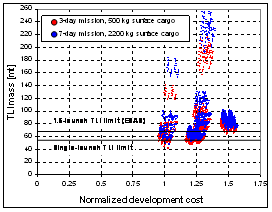 260
240
220
200
180
160
140
120
100
80
60
40
20
0
TLI mass [mt]
3-day mission, 500 kg surface cargo
7-day mission, 2200 kg surface cargo
1.5-launch TLI limit (EDAS)
Single-launch TLI limit
0 0.25 0.5 0.75 1 1.25 1.5 1.75
Normalized development cost